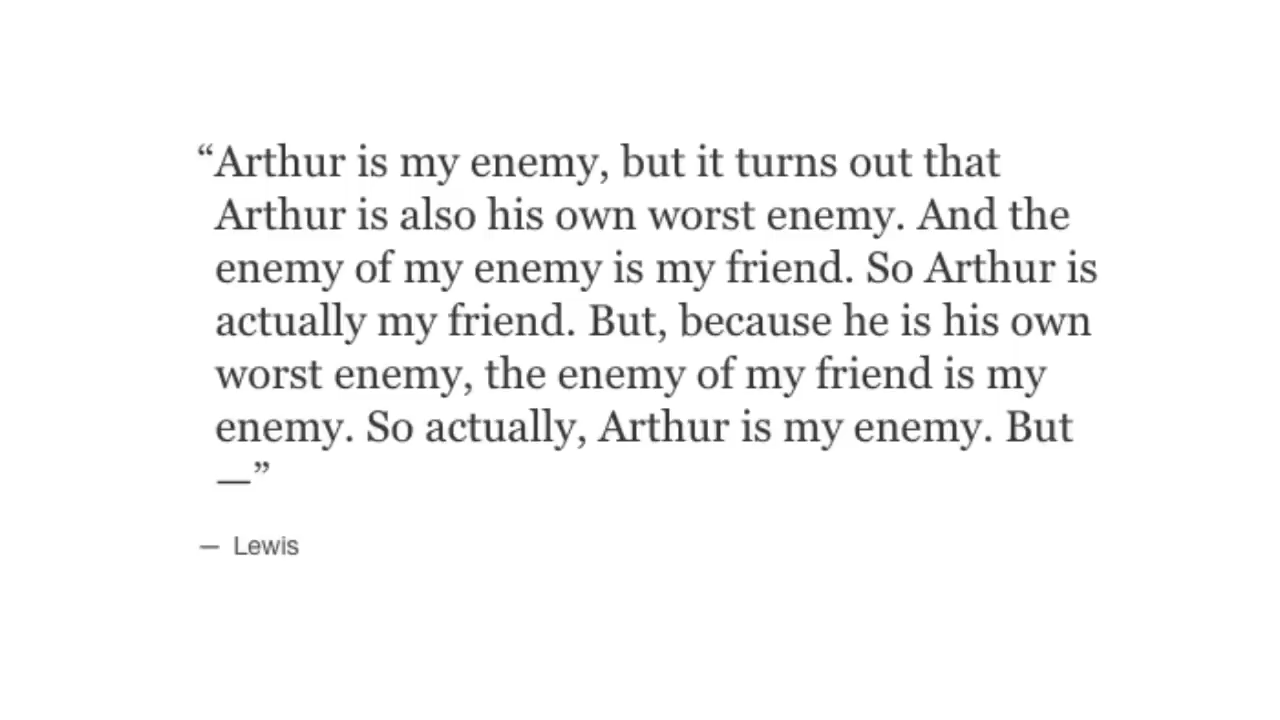 “Arthur is my enemy, but it turns out that
Arthur is also his own worst enemy. And the
enemy of my enemy is my friend. So Arthur is
actually my friend. But, because he is his own
worst enemy, the enemy of my friend is my
enemy. So actually, Arthur is my enemy. But
—”
— Lewis